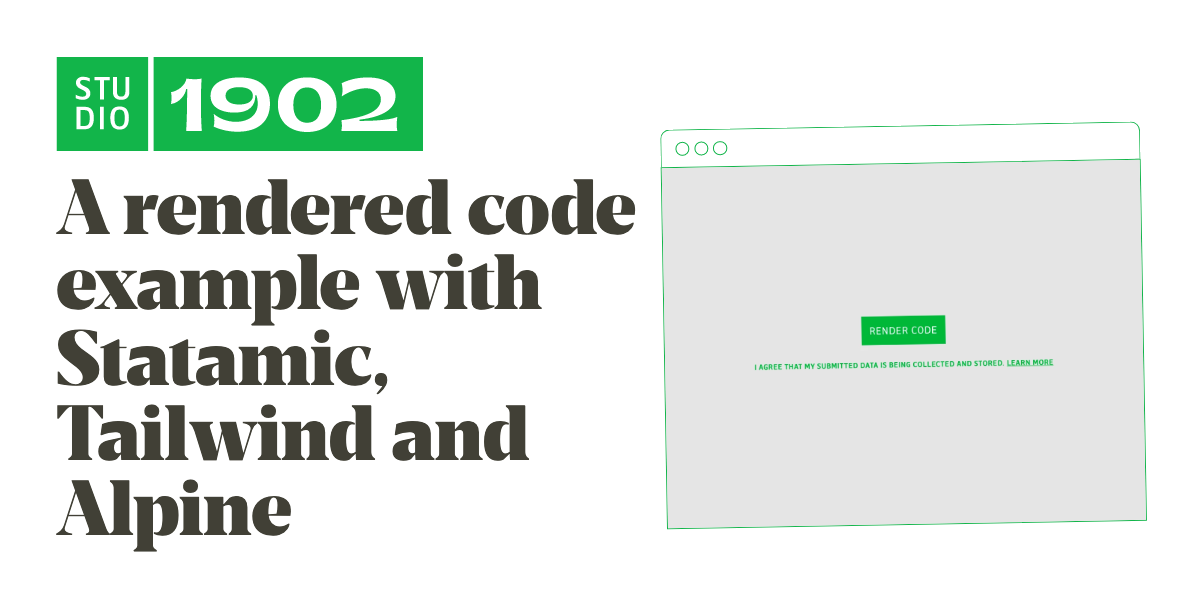 STU
DIO
1902
A rendered code
example with
Statamic,
Tailwind and
Alpine
RENDER CODE
I AGREE THAT MY SUBMITTED DATA IS BEING COLLECTED AND STORED. LEARN MORE